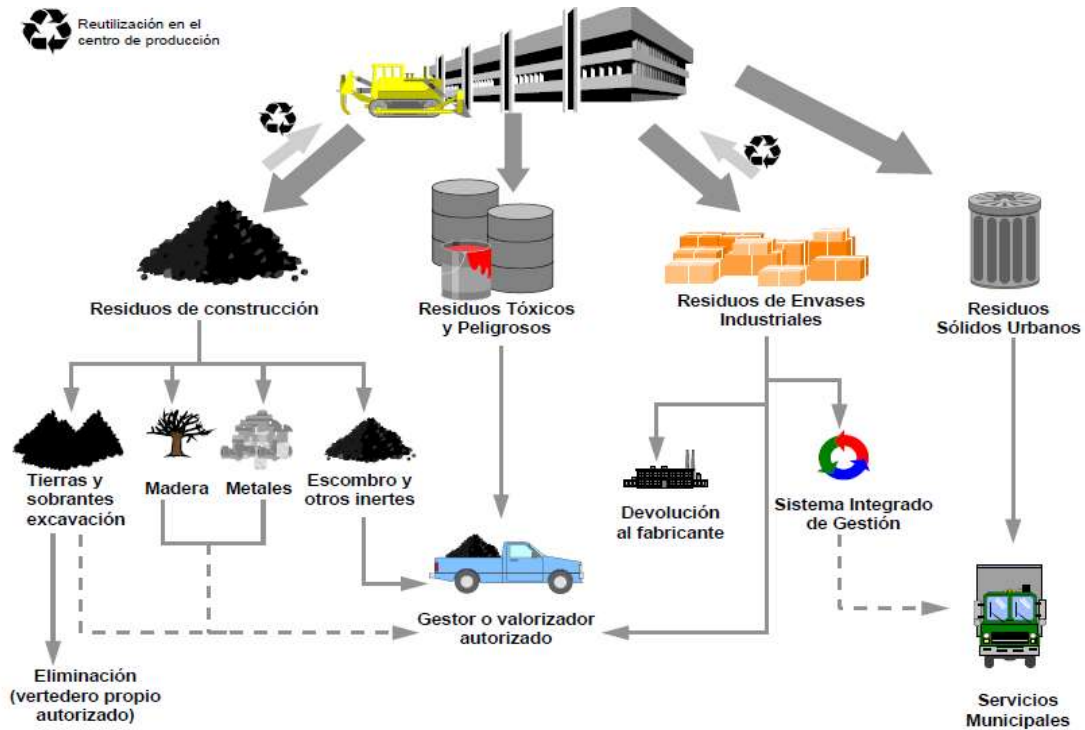 Reutilización en el
centro de producción
Residuos de construcción
Residuos Tóxicos
y Peligrosos
Residuos de Envases
Industriales
Residuos
Sólidos Urbanos
Tierras y
sobrantes
excavación
Madera
Metales
Escombro y
otros inertes
Devolución
al fabricante
Sistema Integrado
de Gestión
Gestor o valorizador
autorizado
Eliminación
(vertedero propio
autorizado)
Servicios
Municipales